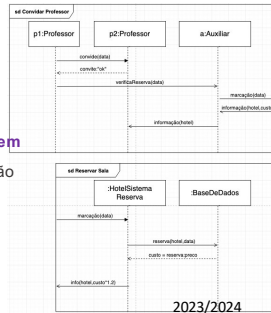 sd Convidar Professor
p1:Professor
p2:Professor
a:Auxiliar
convide(data)
convite:"ok"
verificaReserva(data)
marcação(data)
informação(hotel,custo
informação(hotel)
em
ão
sd Reservar Sala
:HotelSistema
Reserva
:BaseDeDados
marcação(data)
reserva(hotel,data)
custo = reserva:preco
info(hotel,custo*1.2)
2023/2024